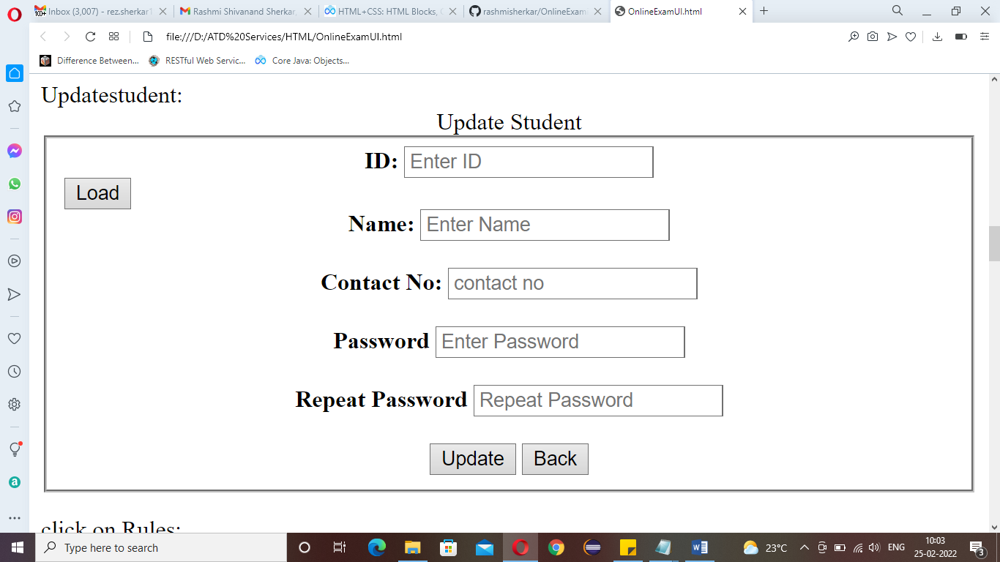 Inbox (3,007) - rez.sherkar1
Rashmi Shivanand Sherkar,
HTML+CSS: HTML Blocks, C
rashmisherkar/OnlineExam
OnlineExamUI.html
file:///D:/ATD%20Services/HTML/OnlineExamUI.html
Difference Between...
RESTful Web Servic...
Core Java: Objects...
Updatestudent:
Update Student
ID: Enter ID
Load
Name: Enter Name
Contact No: contact no
Password Enter Password
Repeat Password Repeat Password
Update Back
click on Rules:
Type here to search
23°C
ENG
10:03
25-02-2022
3